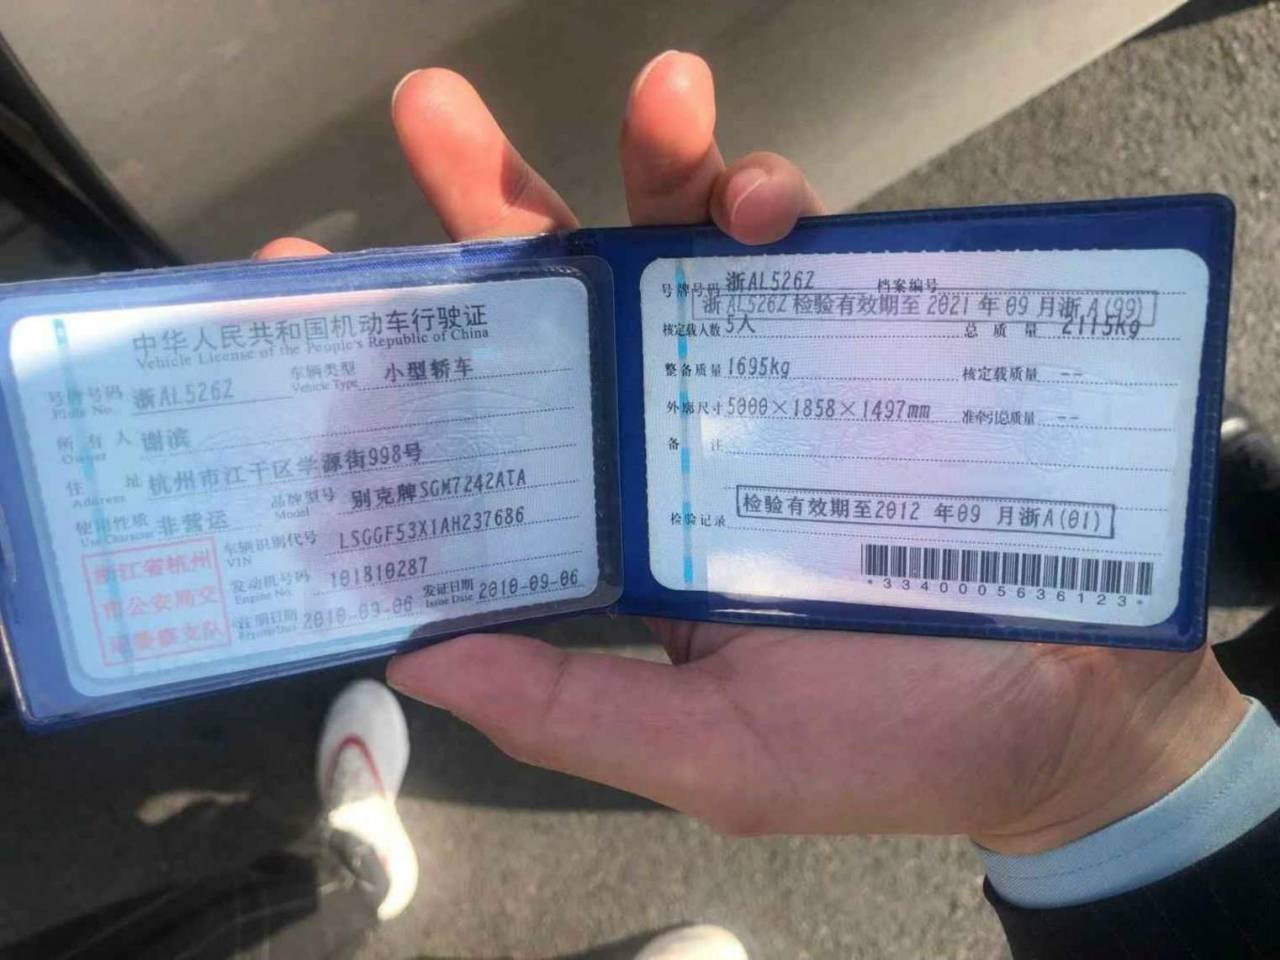 中华人民共和国机动车行驶证
Vehicle License of the People's Republic of China
号牌号码 浙AL526Z 车辆类型 小型轿车
Plate No. Vehicle Type
所有人 谢滨
Owner
住址 杭州市江干区学源街998号
Address
使用性质 非营运 品牌型号 别克牌SGM7242ATA
Use Character Model
车辆识别代号 LSGGF53X1AH237686
VIN
发动机号码 101810287
Engine No.
注册日期 2010-09-06 发证日期 2010-09-06
Register Date Issue Date
浙江省杭州
市公安局交
通警察支队
号牌号码 浙AL526Z 档案编号
浙AL526Z 检验有效期至 2021 年 09 月浙A(99)
核定载人数 5人 总质量 2115kg
整备质量 1695kg 核定载质量 --
外廓尺寸 5000×1858×1497mm 准牵引总质量 --
备注
检验记录 检验有效期至2012 年09 月浙A(01)
*3340005636123*